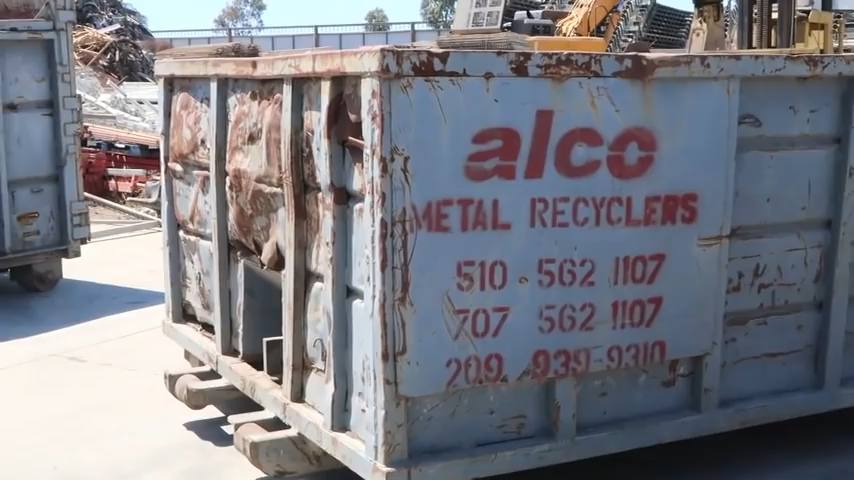 alco
METAL RECYCLERS
510 562 1107
707 562 1107
209 939-9310